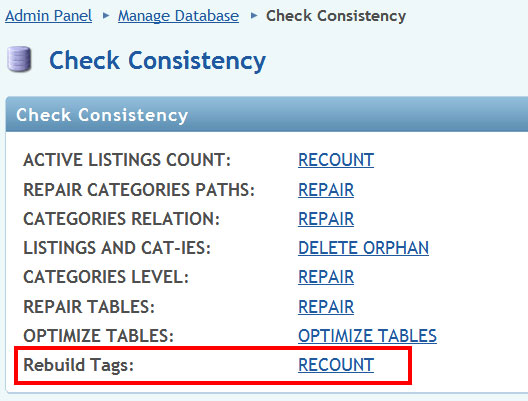 Admin Panel ▸ Manage Database ▸ Check Consistency
Check Consistency
Check Consistency
ACTIVE LISTINGS COUNT: RECOUNT
REPAIR CATEGORIES PATHS: REPAIR
CATEGORIES RELATION: REPAIR
LISTINGS AND CAT-IES: DELETE ORPHAN
CATEGORIES LEVEL: REPAIR
REPAIR TABLES: REPAIR
OPTIMIZE TABLES: OPTIMIZE TABLES
Rebuild Tags: RECOUNT